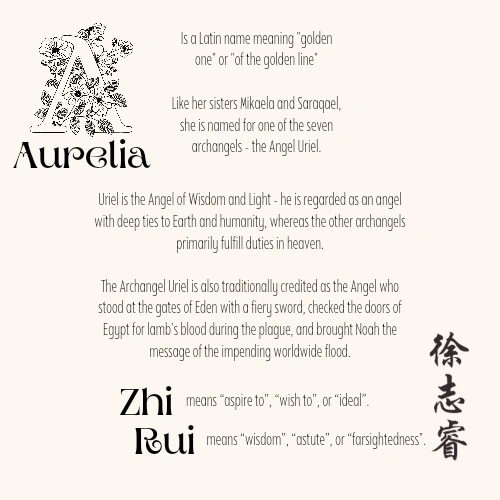 A
Aurelia
Is a Latin name meaning "golden
one" or "of the golden line"
Like her sisters Mikaela and Saraqael,
she is named for one of the seven
archangels - the Angel Uriel.
Uriel is the Angel of Wisdom and Light - he is regarded as an angel
with deep ties to Earth and humanity, whereas the other archangels
primarily fulfill duties in heaven.
The Archangel Uriel is also traditionally credited as the Angel who
stood at the gates of Eden with a fiery sword, checked the doors of
Egypt for lamb's blood during the plague, and brought Noah the
message of the impending worldwide flood.
Zhi means “aspire to”, “wish to”, or “ideal”.
Rui means “wisdom”, “astute”, or “farsightedness”.
徐志睿